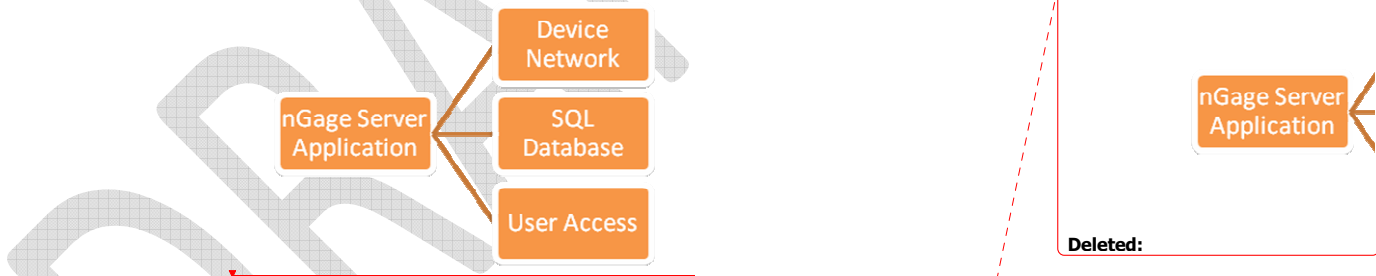 Device
Network
nGage Server
Application
SQL
Database
User Access
nGage Server
Application
Deleted: